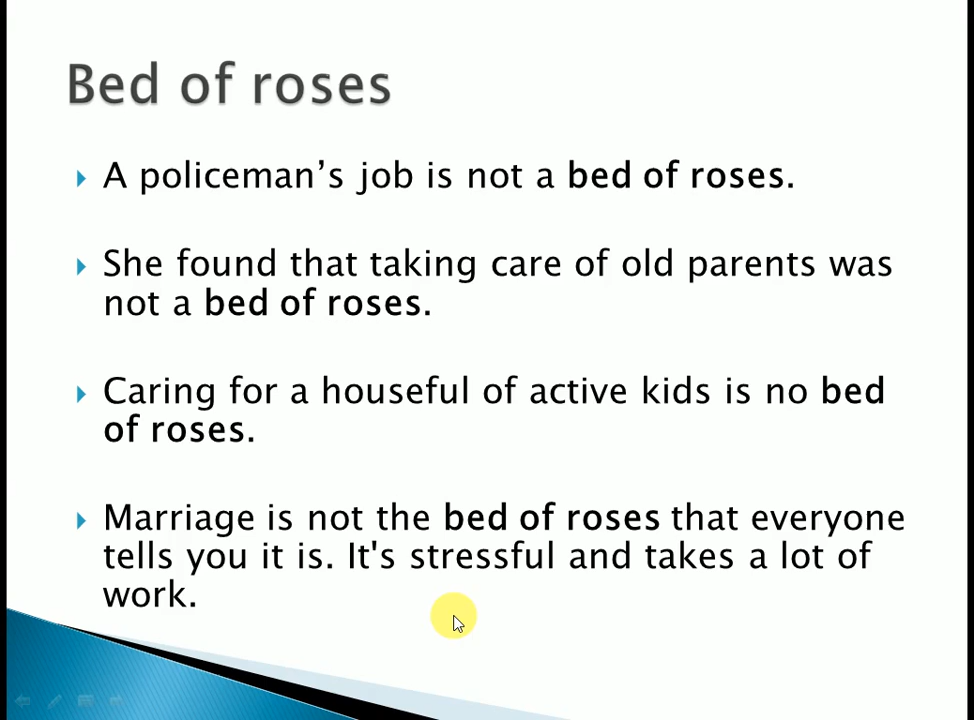 Bed of roses
A policeman’s job is not a bed of roses.
She found that taking care of old parents was
not a bed of roses.
Caring for a houseful of active kids is no bed
of roses.
Marriage is not the bed of roses that everyone
tells you it is. It's stressful and takes a lot of
work.